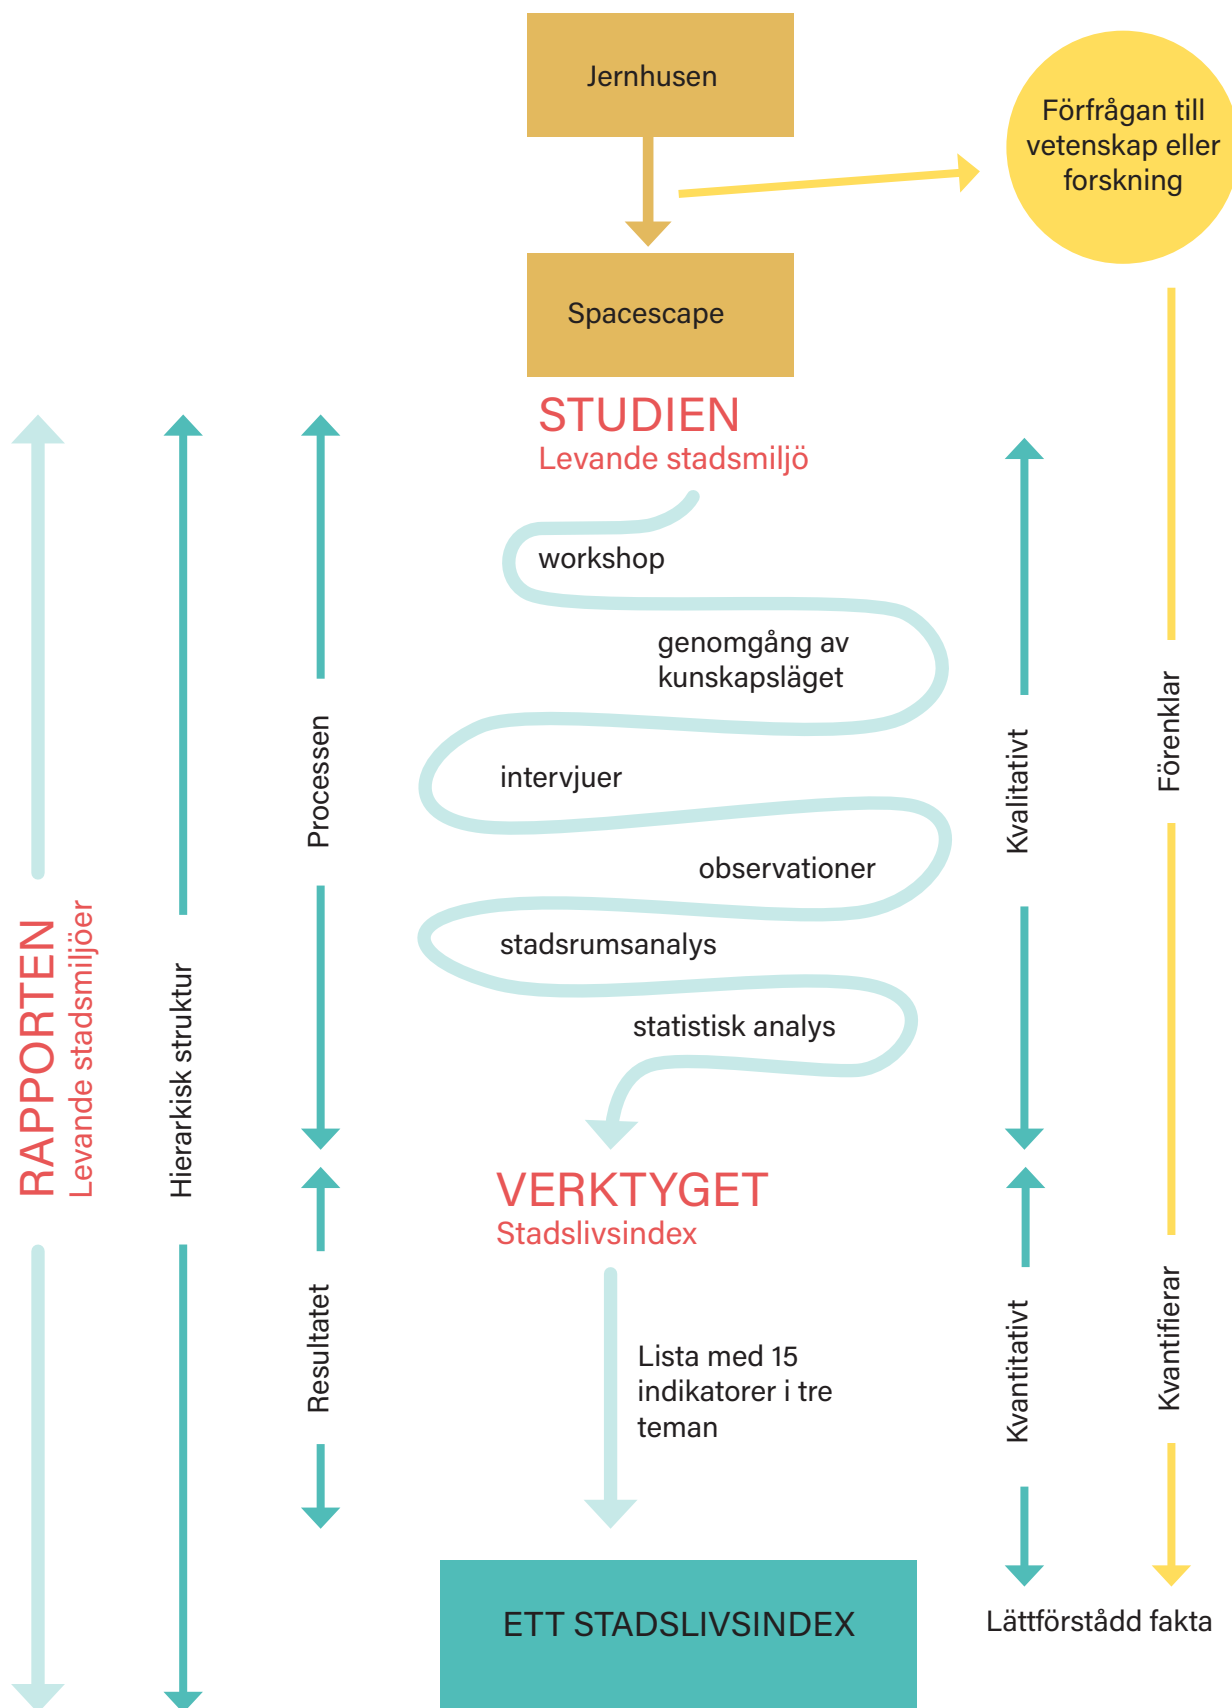 Jernhusen
Förfrågan till
vetenskap eller
forskning
Spacescape
STUDIEN
Levande stadsmiljö
workshop
genomgång av
kunskapsläget
intervjuer
observationer
stadsrumsanalys
statistisk analys
VERKTYGET
Stadslivsindex
Lista med 15
indikatorer i tre
teman
ETT STADSLIVSINDEX
RAPPORTEN
Levande stadsmiljöer
Hierarkisk struktur
Processen
Resultatet
Kvalitativt
Kvantitativt
Förenklar
Kvantifierar
Lättförstådd fakta